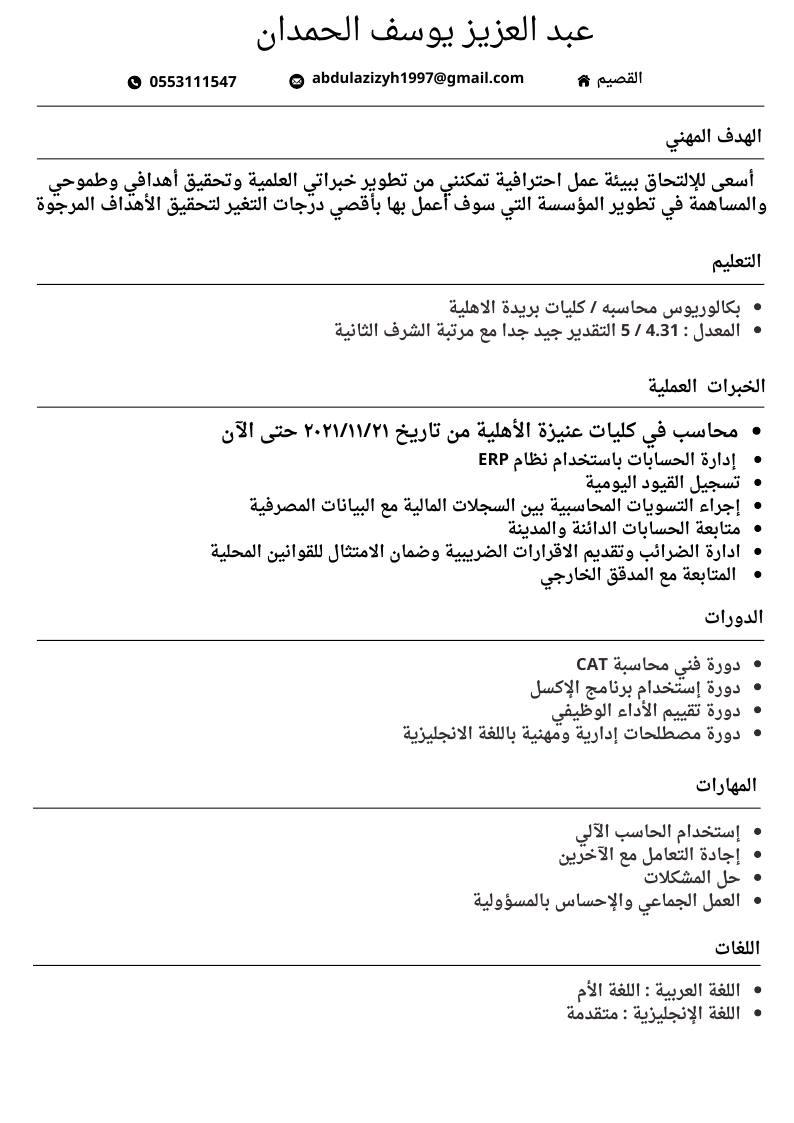 عبد العزيز يوسف الحمدان
القصيم
abdulazizyh1997@gmail.com
0553111547
الهدف المهني
أسعى للإلتحاق ببيئة عمل احترافية تمكنني من تطوير خبراتي العلمية وتحقيق أهدافي وطموحي
والمساهمة في تطوير المؤسسة التي سوف أعمل بها بأقصي درجات التغير لتحقيق الأهداف المرجوة
التعليم
• بكالوريوس محاسبه / كليات بريدة الاهلية
• المعدل : 4.31 / 5 التقدير جيد جدا مع مرتبة الشرف الثانية
الخبرات العملية
• محاسب في كليات عنيزة الأهلية من تاريخ ٢٠٢١/١١/٢١ حتى الآن
• إدارة الحسابات باستخدام نظام ERP
• تسجيل القيود اليومية
• إجراء التسويات المحاسبية بين السجلات المالية مع البيانات المصرفية
• متابعة الحسابات الدائنة والمدينة
• ادارة الضرائب وتقديم الاقرارات الضريبية وضمان الامتثال للقوانين المحلية
• المتابعة مع المدقق الخارجي
الدورات
• دورة فني محاسبة CAT
• دورة إستخدام برنامج الإكسل
• دورة تقييم الأداء الوظيفي
• دورة مصطلحات إدارية ومهنية باللغة الانجليزية
المهارات
• إستخدام الحاسب الآلي
• إجادة التعامل مع الآخرين
• حل المشكلات
• العمل الجماعي والإحساس بالمسؤولية
اللغات
• اللغة العربية : اللغة الأم
• اللغة الإنجليزية : متقدمة